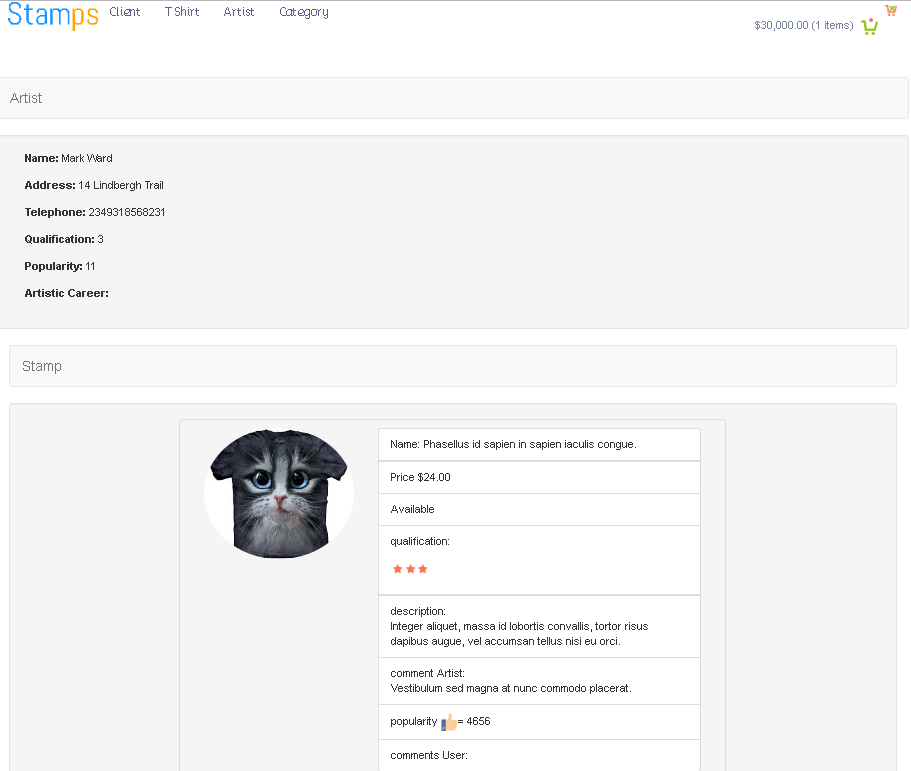 Stamps Client T Shirt Artist Category
$30,000.00 (1 items)
Artist
Name: Mark Ward
Address: 14 Lindbergh Trail
Telephone: 2349318568231
Qualification: 3
Popularity: 11
Artistic Career:
Stamp
Name: Phasellus id sapien in sapien iaculis congue.
Price $24.00
Available
qualification:
description:
Integer aliquet, massa id lobortis convallis, tortor risus
dapibus augue, vel accumsan tellus nisi eu orci.
comment Artist:
Vestibulum sed magna at nunc commodo placerat.
popularity = 4656
comments User: